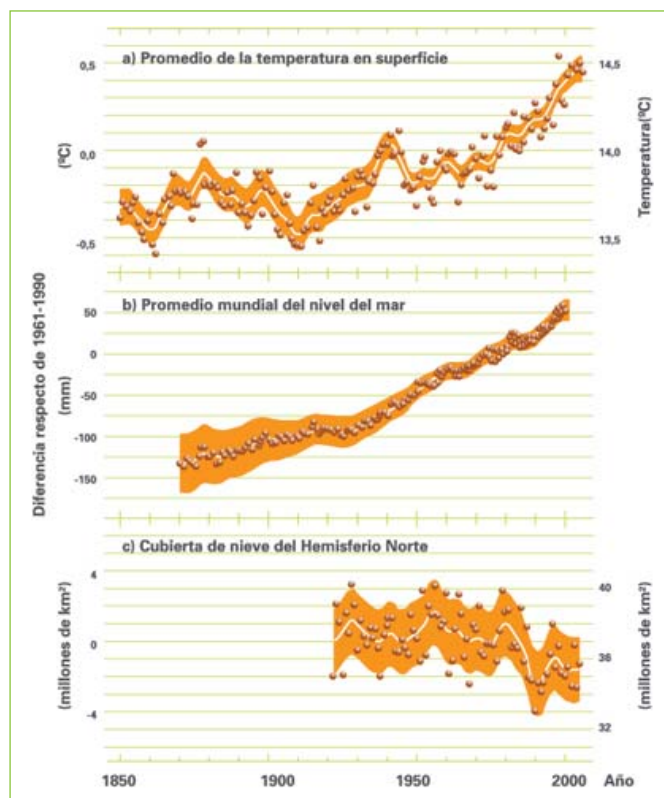 a) Promedio de la temperatura en superficie
0,5
0,0
-0,5
(ºC)
14,5
14,0
13,5
Temperatura(ºC)
b) Promedio mundial del nivel del mar
50
0
-50
-100
-150
Diferencia respecto de 1961-1990
(mm)
c) Cubierta de nieve del Hemisferio Norte
4
0
-4
(millones de km²)
40
36
32
(millones de km²)
1850
1900
1950
2000
Año